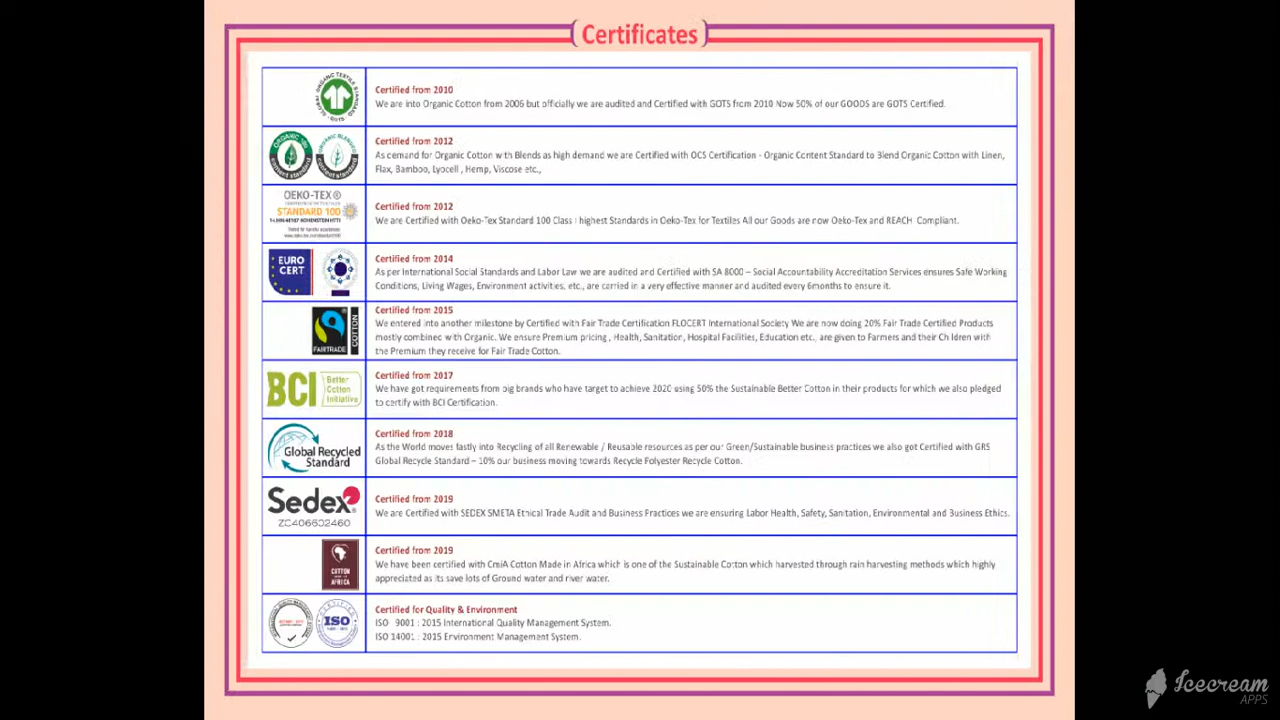 Certificates
GLOBAL ORGANIC TEXTILE STANDARD · GOTS ·
Certified from 2010
We are into Organic Cotton from 2006 but officially we are audited and Certified with GOTS from 2010 Now 50% of our GOODS are GOTS Certified.
ORGANIC 100 content standard
ORGANIC BLENDED content standard
Certified from 2012
As demand for Organic Cotton with Blends as high demand we are Certified with OCS Certification - Organic Content Standard to Blend Organic Cotton with Linen,
Flax, Bamboo, Lyocell , Hemp, Viscose etc.,
OEKO-TEX®
STANDARD 100
Tested for harmful substances
Certified from 2012
We are Certified with Oeko-Tex Standard 100 Class I highest Standards in Oeko-Tex for Textiles All our Goods are now Oeko-Tex and REACH Compliant.
EURO
CERT
Certified from 2014
As per International Social Standards and Labor Law we are audited and Certified with SA 8000 – Social Accountability Accreditation Services ensures Safe Working
Conditions, Living Wages, Environment activities, etc., are carried in a very effective manner and audited every 6months to ensure it.
FAIRTRADE
COTTON
Certified from 2015
We entered into another milestone by Certified with Fair Trade Certification FLOCERT International Society We are now doing 20% Fair Trade Certified Products
mostly combined with Organic. We ensure Premium pricing , Health, Sanitation, Hospital Facilities, Education etc., are given to Farmers and their Children with
the Premium they receive for Fair Trade Cotton.
BCI
Better
Cotton
Initiative
Certified from 2017
We have got requirements from big brands who have target to achieve 2020 using 50% the Sustainable Better Cotton in their products for which we also pledged
to certify with BCI Certification.
Global Recycled
Standard
Certified from 2018
As the World moves fastly into Recycling of all Renewable / Reusable resources as per our Green/Sustainable business practices we also got Certified with GRS
Global Recycle Standard – 10% our business moving towards Recycle Polyester Recycle Cotton.
Sedex®
ZC406602460
Certified from 2019
We are Certified with SEDEX SMETA Ethical Trade Audit and Business Practices we are ensuring Labor Health, Safety, Sanitation, Environmental and Business Ethics.
COTTON
MADE IN
AFRICA
Certified from 2019
We have been certified with CmiA Cotton Made in Africa which is one of the Sustainable Cotton which harvested through rain harvesting methods which highly
appreciated as its save lots of Ground water and river water.
ISO
Certified for Quality & Environment
ISO 9001 : 2015 International Quality Management System.
ISO 14001 : 2015 Environment Management System.
Icecream
APPS